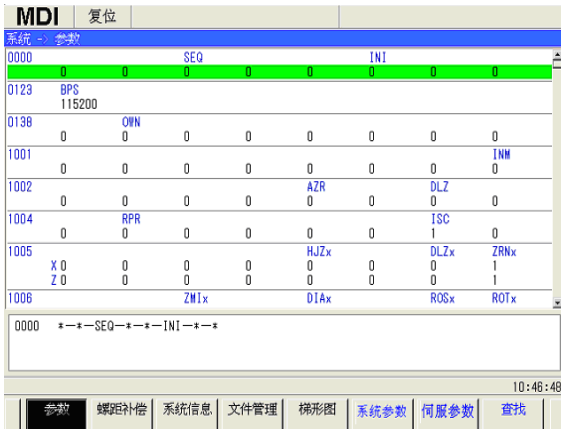 MDI 复位
系统 -> 参数
0000 SEQ INI
0 0 0 0 0 0 0 0
0123 BPS
115200
0138 OWN
0 0 0 0 0 0 0 0
1001 INM
0 0 0 0 0 0 0 0
1002 AZR DLZ
0 0 0 0 0 0 0 0
1004 RPR ISC
0 0 0 0 0 0 1 0
1005 HJZx DLZx ZRNx
X 0 0 0 0 0 0 0 1
Z 0 0 0 0 0 0 0 1
1006 ZMIx DIAx ROSx ROTx
0000 *—*—SEQ—*—*—INI—*—*
10:46:48
参数 螺距补偿 系统信息 文件管理 梯形图 系统参数 伺服参数 查找